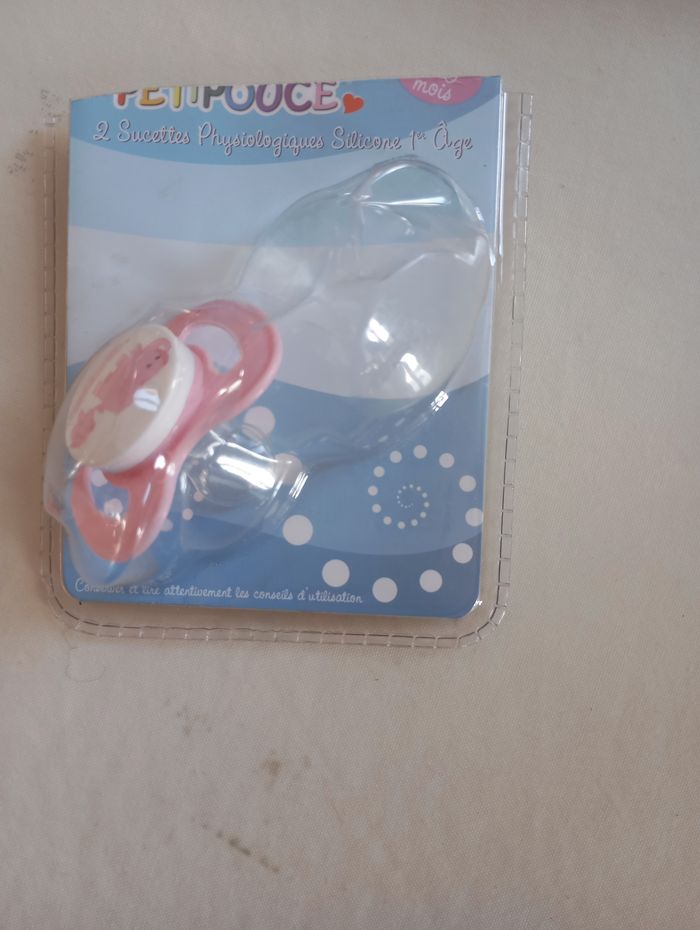 PETIPOUCE
mois
2 Sucettes Physiologiques Silicone 1er Âge
Conserver et lire attentivement les conseils d'utilisation